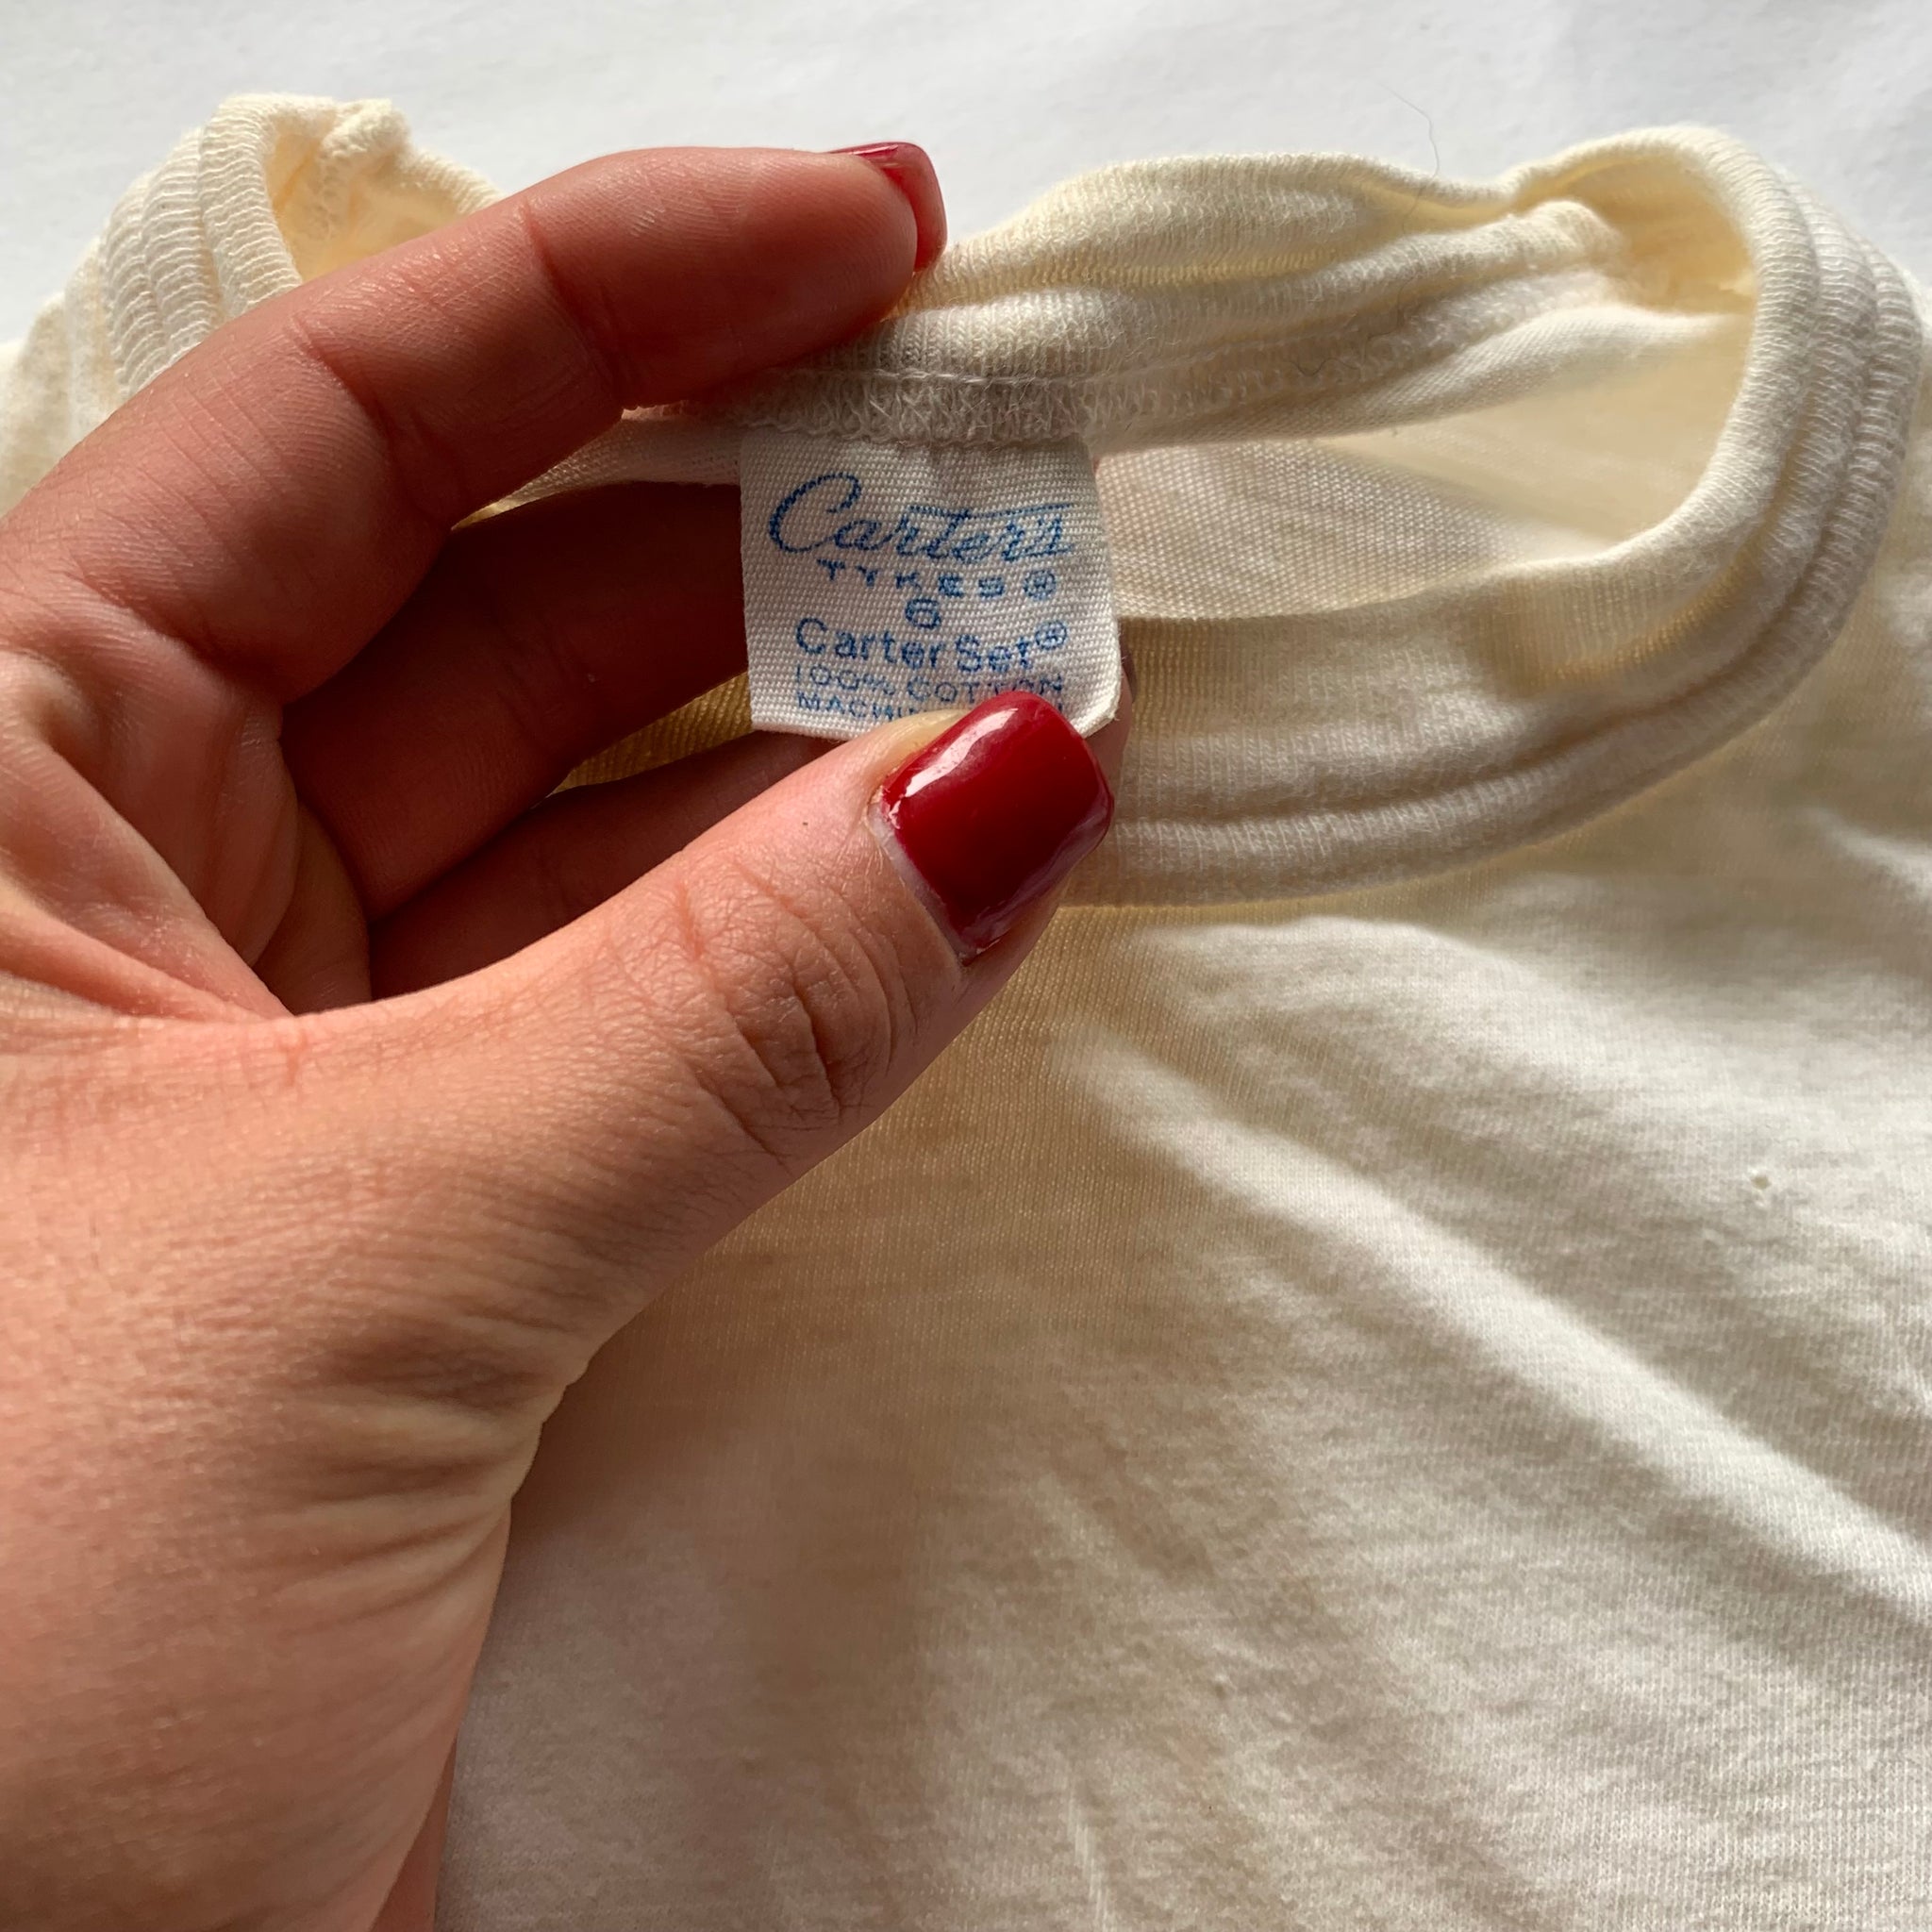 Carter's
TYKES®
6
Carter Set®
100% COTTON